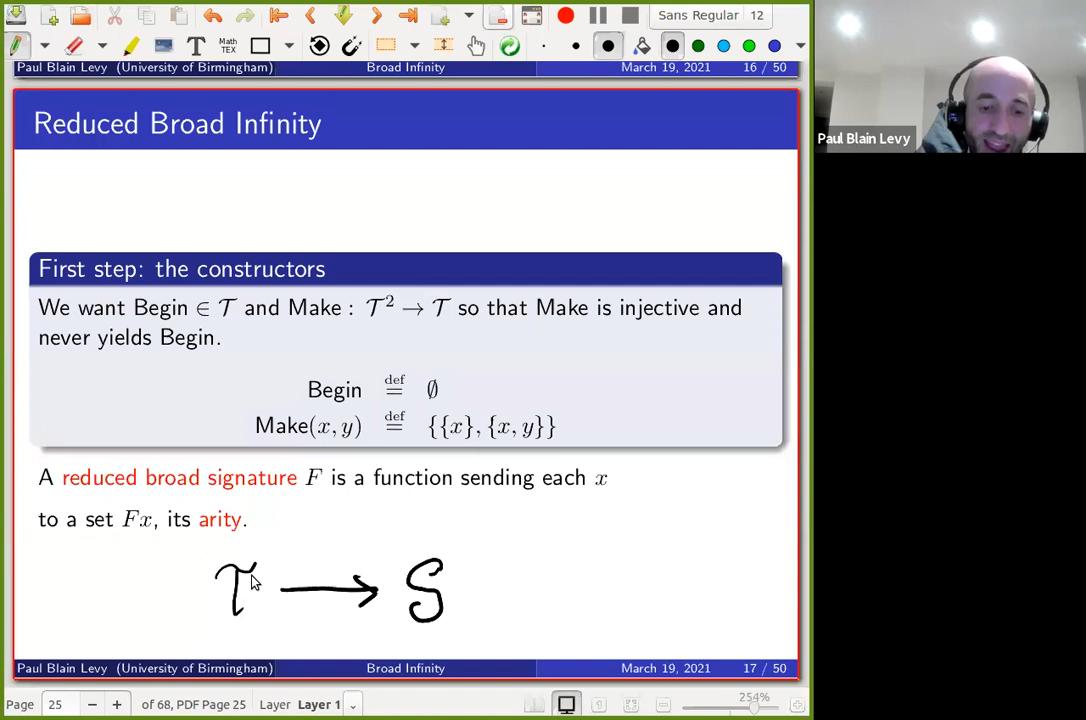 Sans Regular 12
T Math TEX
Paul Blain Levy (University of Birmingham) Broad Infinity March 19, 2021 16 / 50
Reduced Broad Infinity
Paul Blain Levy
First step: the constructors
We want Begin ∈ 𝒯 and Make : 𝒯² → 𝒯 so that Make is injective and
never yields Begin.
Begin ≝ ∅
Make(x, y) ≝ {{x}, {x, y}}
A reduced broad signature F is a function sending each x
to a set Fx, its arity.
𝒯 → S
Paul Blain Levy (University of Birmingham) Broad Infinity March 19, 2021 17 / 50
Page 25 of 68, PDF Page 25 Layer Layer 1 254%